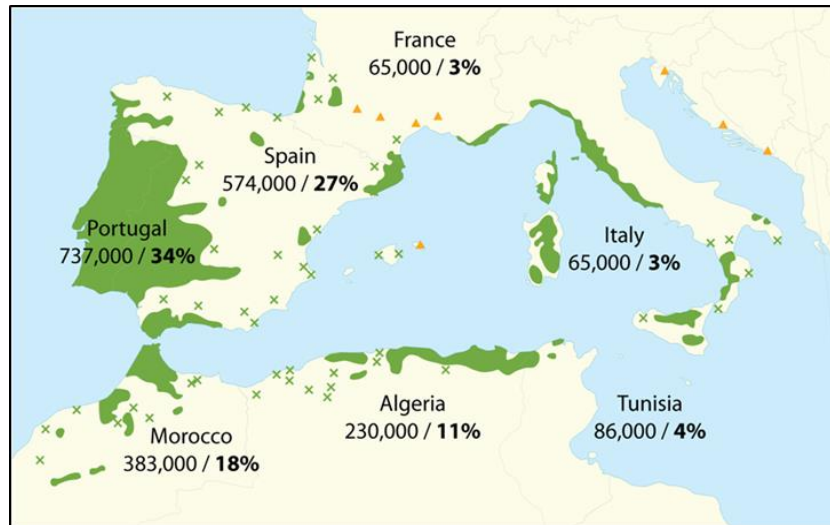 France
65,000 / 3%
Spain
574,000 / 27%
Portugal
737,000 / 34%
Italy
65,000 / 3%
Algeria
230,000 / 11%
Tunisia
86,000 / 4%
Morocco
383,000 / 18%